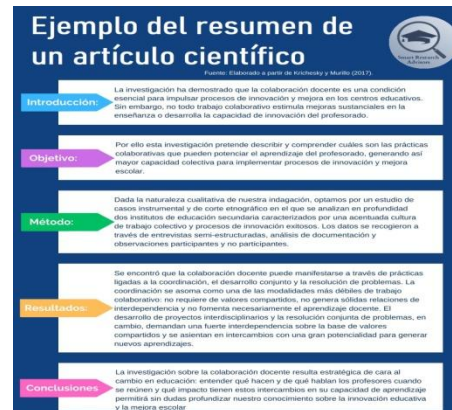 Ejemplo del resumen de
un artículo científico
Smart Research
Advisors
Fuente: Elaborado a partir de Krichesky y Murillo (2017).
Introducción:
La investigación ha demostrado que la colaboración docente es una condición
esencial para impulsar procesos de innovación y mejora en los centros educativos.
Sin embargo, no todo trabajo colaborativo estimula mejoras sustanciales en la
enseñanza o desarrolla la capacidad de innovación del profesorado.
Objetivo:
Por ello esta investigación pretende describir y comprender cuáles son las prácticas
colaborativas que pueden potenciar el aprendizaje del profesorado, generando así
mayor capacidad colectiva para implementar procesos de innovación y mejora
escolar.
Método:
Dada la naturaleza cualitativa de nuestra indagación, optamos por un estudio de
casos instrumental y de corte etnográfico en el que se analizan en profundidad
dos institutos de educación secundaria caracterizados por una acentuada cultura
de trabajo colectivo y procesos de innovación exitosos. Los datos se recogieron a
través de entrevistas semi-estructuradas, análisis de documentación y
observaciones participantes y no participantes.
Resultados:
Se encontró que la colaboración docente puede manifestarse a través de prácticas
ligadas a la coordinación, el desarrollo conjunto y la resolución de problemas. La
coordinación se asoma como una de las modalidades más débiles de trabajo
colaborativo: no requiere de valores compartidos, no genera sólidas relaciones de
interdependencia y no fomenta necesariamente el aprendizaje docente. El
desarrollo de proyectos interdisciplinarios y la resolución conjunta de problemas, en
cambio, demandan una fuerte interdependencia sobre la base de valores
compartidos y se asientan en intercambios con una gran potencialidad para generar
nuevos aprendizajes.
Conclusiones
La investigación sobre la colaboración docente resulta estratégica de cara al
cambio en educación: entender qué hacen y de qué hablan los profesores cuando
se reúnen y qué impacto tienen estos intercambios en su capacidad de aprendizaje
permitirá sin dudas profundizar nuestro conocimiento sobre la innovación educativa
y la mejora escolar